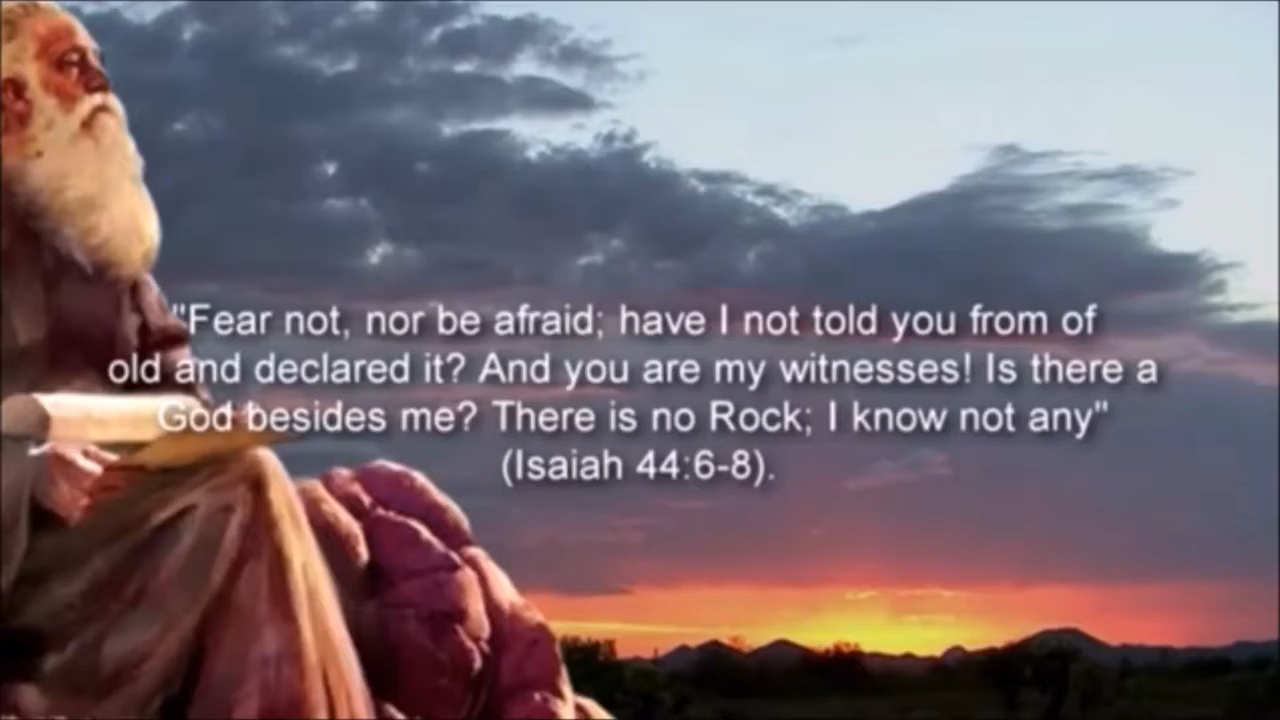 "Fear not, nor be afraid; have I not told you from of
old and declared it? And you are my witnesses! Is there a
God besides me? There is no Rock; I know not any"
(Isaiah 44:6-8).